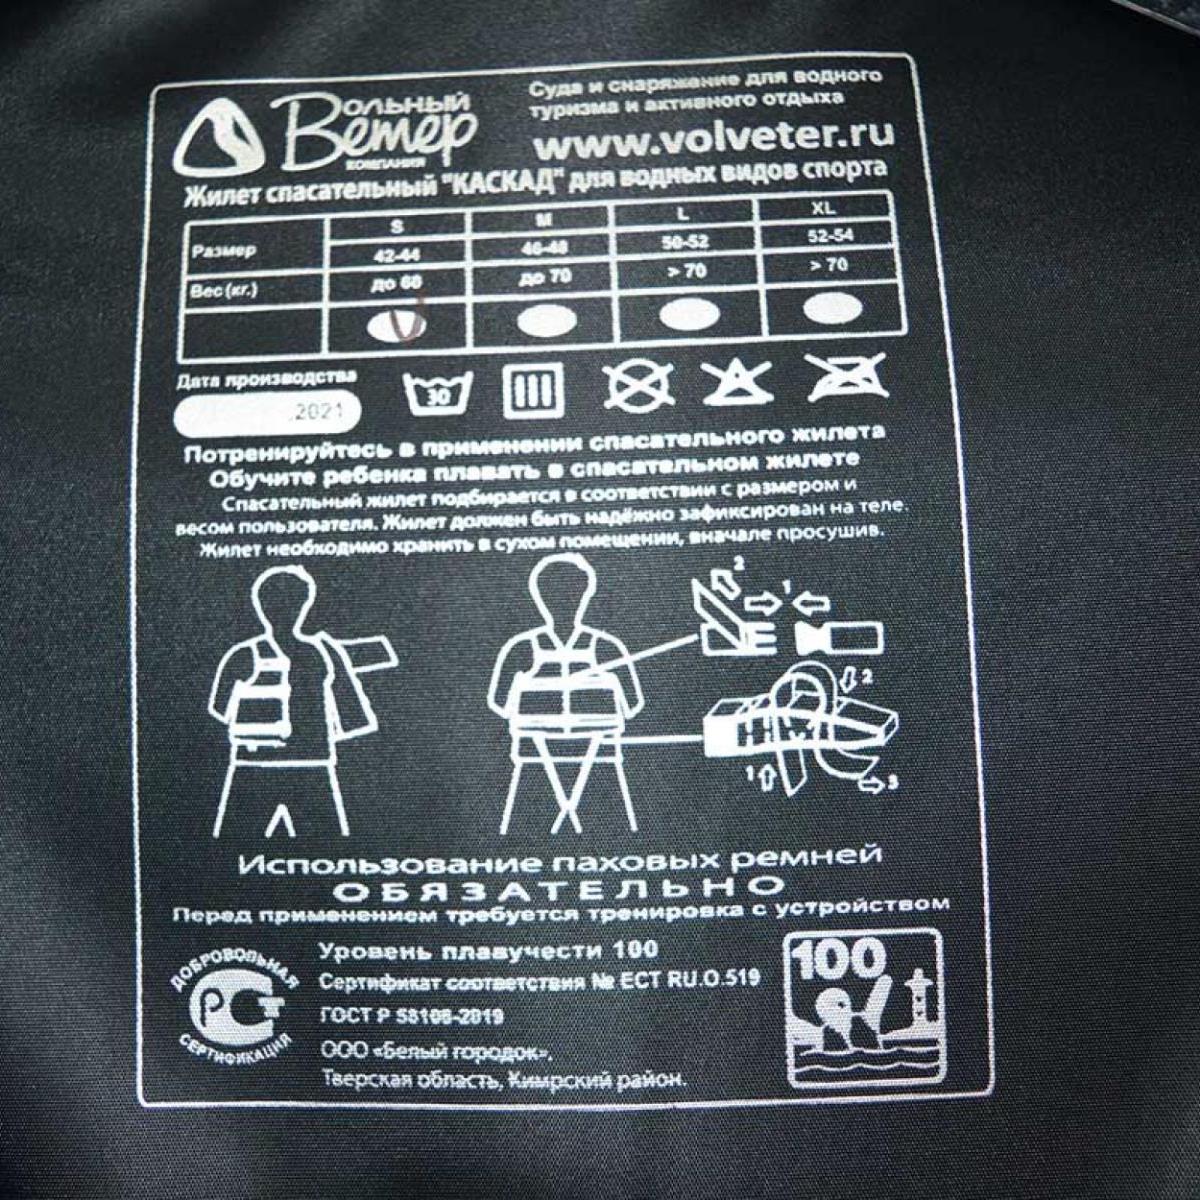 Вольный
Ветер
компания
Суда и снаряжение для водного
туризма и активного отдыха
www.volveter.ru
Жилет спасательный "КАСКАД" для водных видов спорта
Размер S M L XL
42-44 46-48 50-52 52-54
Вес (кг.) до 60 до 70 > 70 > 70
Дата производства
.2021
30
Потренируйтесь в применении спасательного жилета
Обучите ребенка плавать в спасательном жилете
Спасательный жилет подбирается в соответствии с размером и
весом пользователя. Жилет должен быть надёжно зафиксирован на теле.
Жилет необходимо хранить в сухом помещении, вначале просушив.
2
1
2
1
3
Использование паховых ремней
ОБЯЗАТЕЛЬНО
Перед применением требуется тренировка с устройством
ДОБРОВОЛЬНАЯ
РСТ
СЕРТИФИКАЦИЯ
Уровень плавучести 100
Сертификат соответствия № ЕСТ RU.О.519
ГОСТ Р 58108-2019
ООО «Белый городок»,
Тверская область, Кимрский район.
100